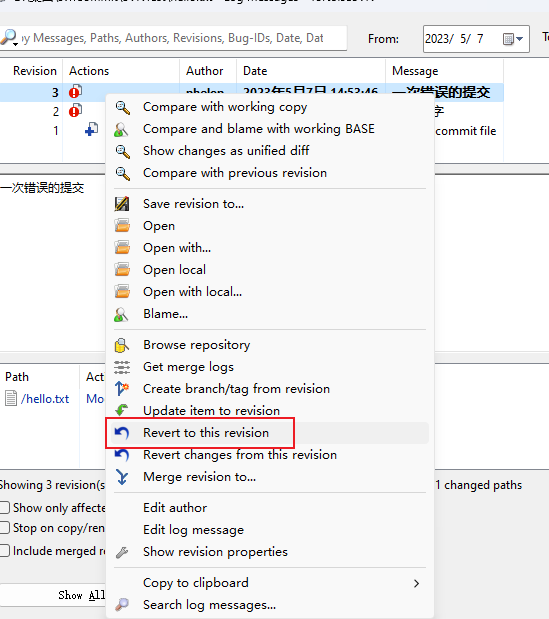 y Messages, Paths, Authors, Revisions, Bug-IDs, Date, Dat
From:
2023/ 5/ 7
Revision
Actions
Author
Date
Message
3
2023年5月7日 14:53:46
一次错误的提交
2
字
1
commit file
Compare with working copy
Compare and blame with working BASE
Show changes as unified diff
Compare with previous revision
一次错误的提交
Save revision to...
Open
Open with...
Open local
Open with local...
Blame...
Browse repository
Get merge logs
Create branch/tag from revision
Update item to revision
Revert to this revision
Revert changes from this revision
Merge revision to...
Path
Act
/hello.txt
Mo
Showing 3 revision(s
1 changed paths
Show only affecte
Stop on copy/ren
Include merged r
Edit author
Edit log message
Show revision properties
Show All
Copy to clipboard
Search log messages...